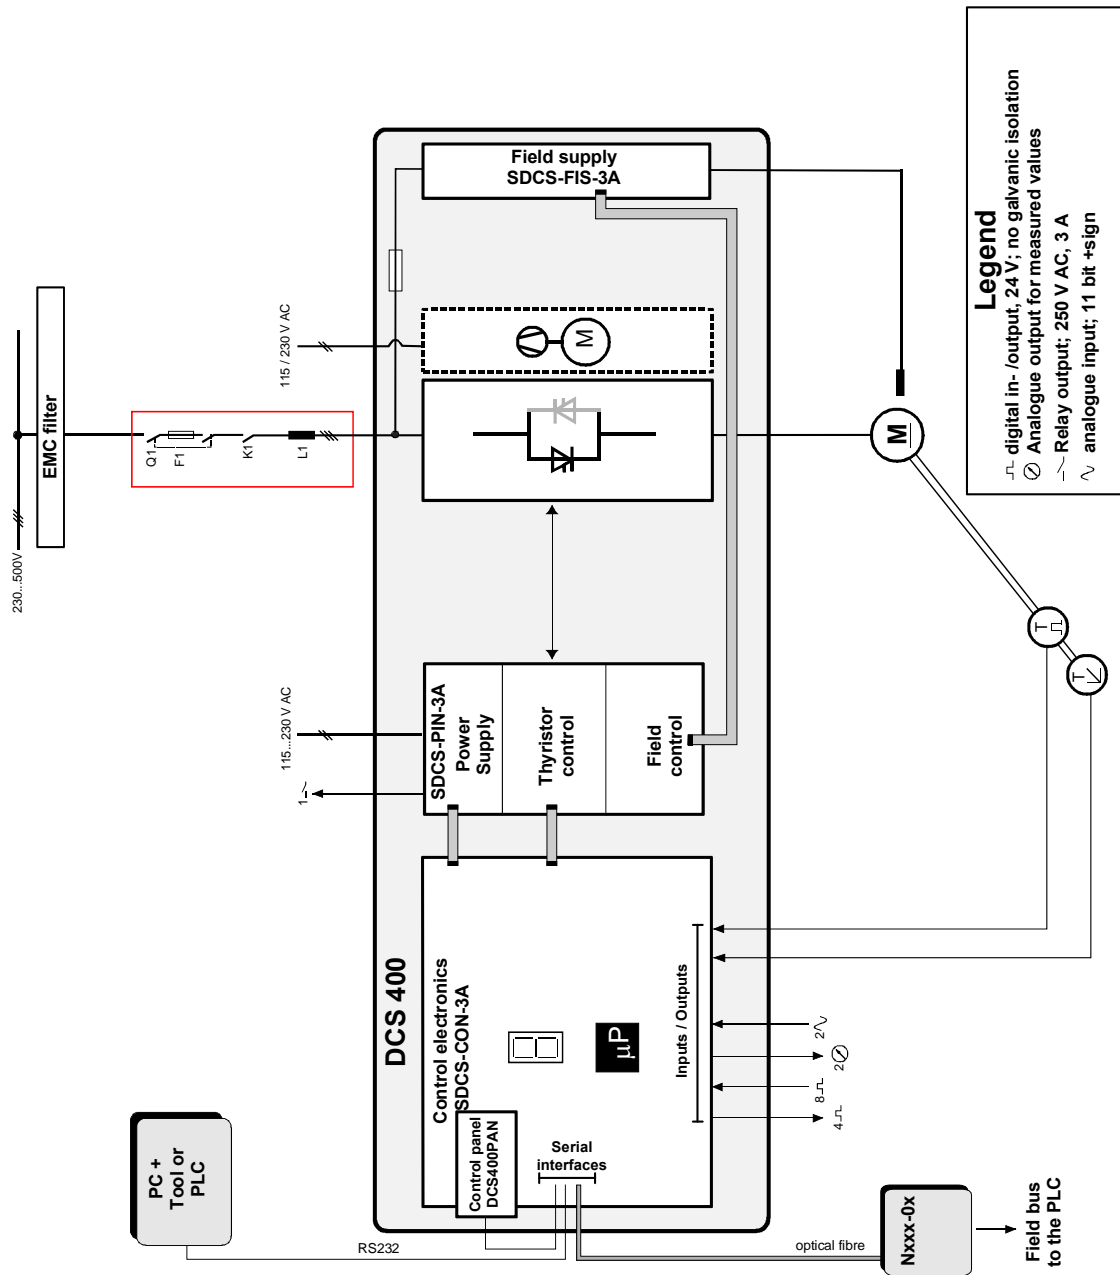 Legend
digital in- /output, 24 V; no galvanic isolation
Analogue output for measured values
Relay output; 250 V AC, 3 A
analogue input; 11 bit +sign
230...500V
EMC filter
Q1
F1
K1
L1
115 / 230 V AC
Field supply
SDCS-FIS-3A
M
M
T
T
115...230 V AC
1
SDCS-PIN-3A
Power
Supply
Thyristor
control
Field
control
DCS 400
Control electronics
SDCS-CON-3A
µP
Inputs / Outputs
2
2
8
4
Control panel
DCS400PAN
Serial
interfaces
PC +
Tool or
PLC
RS232
optical fibre
Nxxx-0x
Field bus
to the PLC